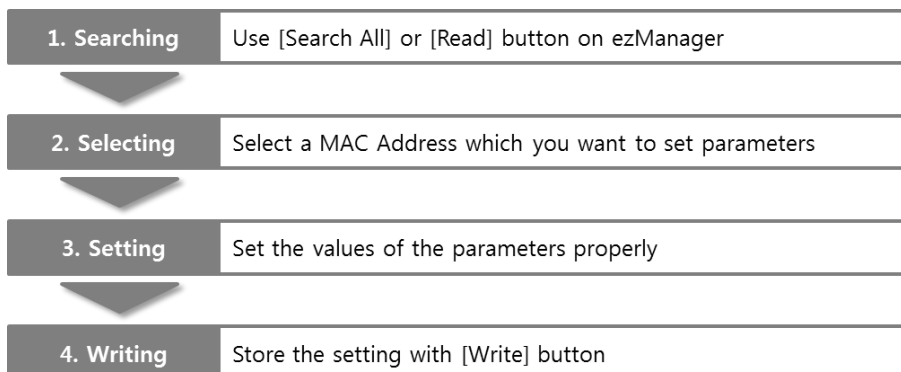 1. Searching Use [Search All] or [Read] button on ezManager
2. Selecting Select a MAC Address which you want to set parameters
3. Setting Set the values of the parameters properly
4. Writing Store the setting with [Write] button